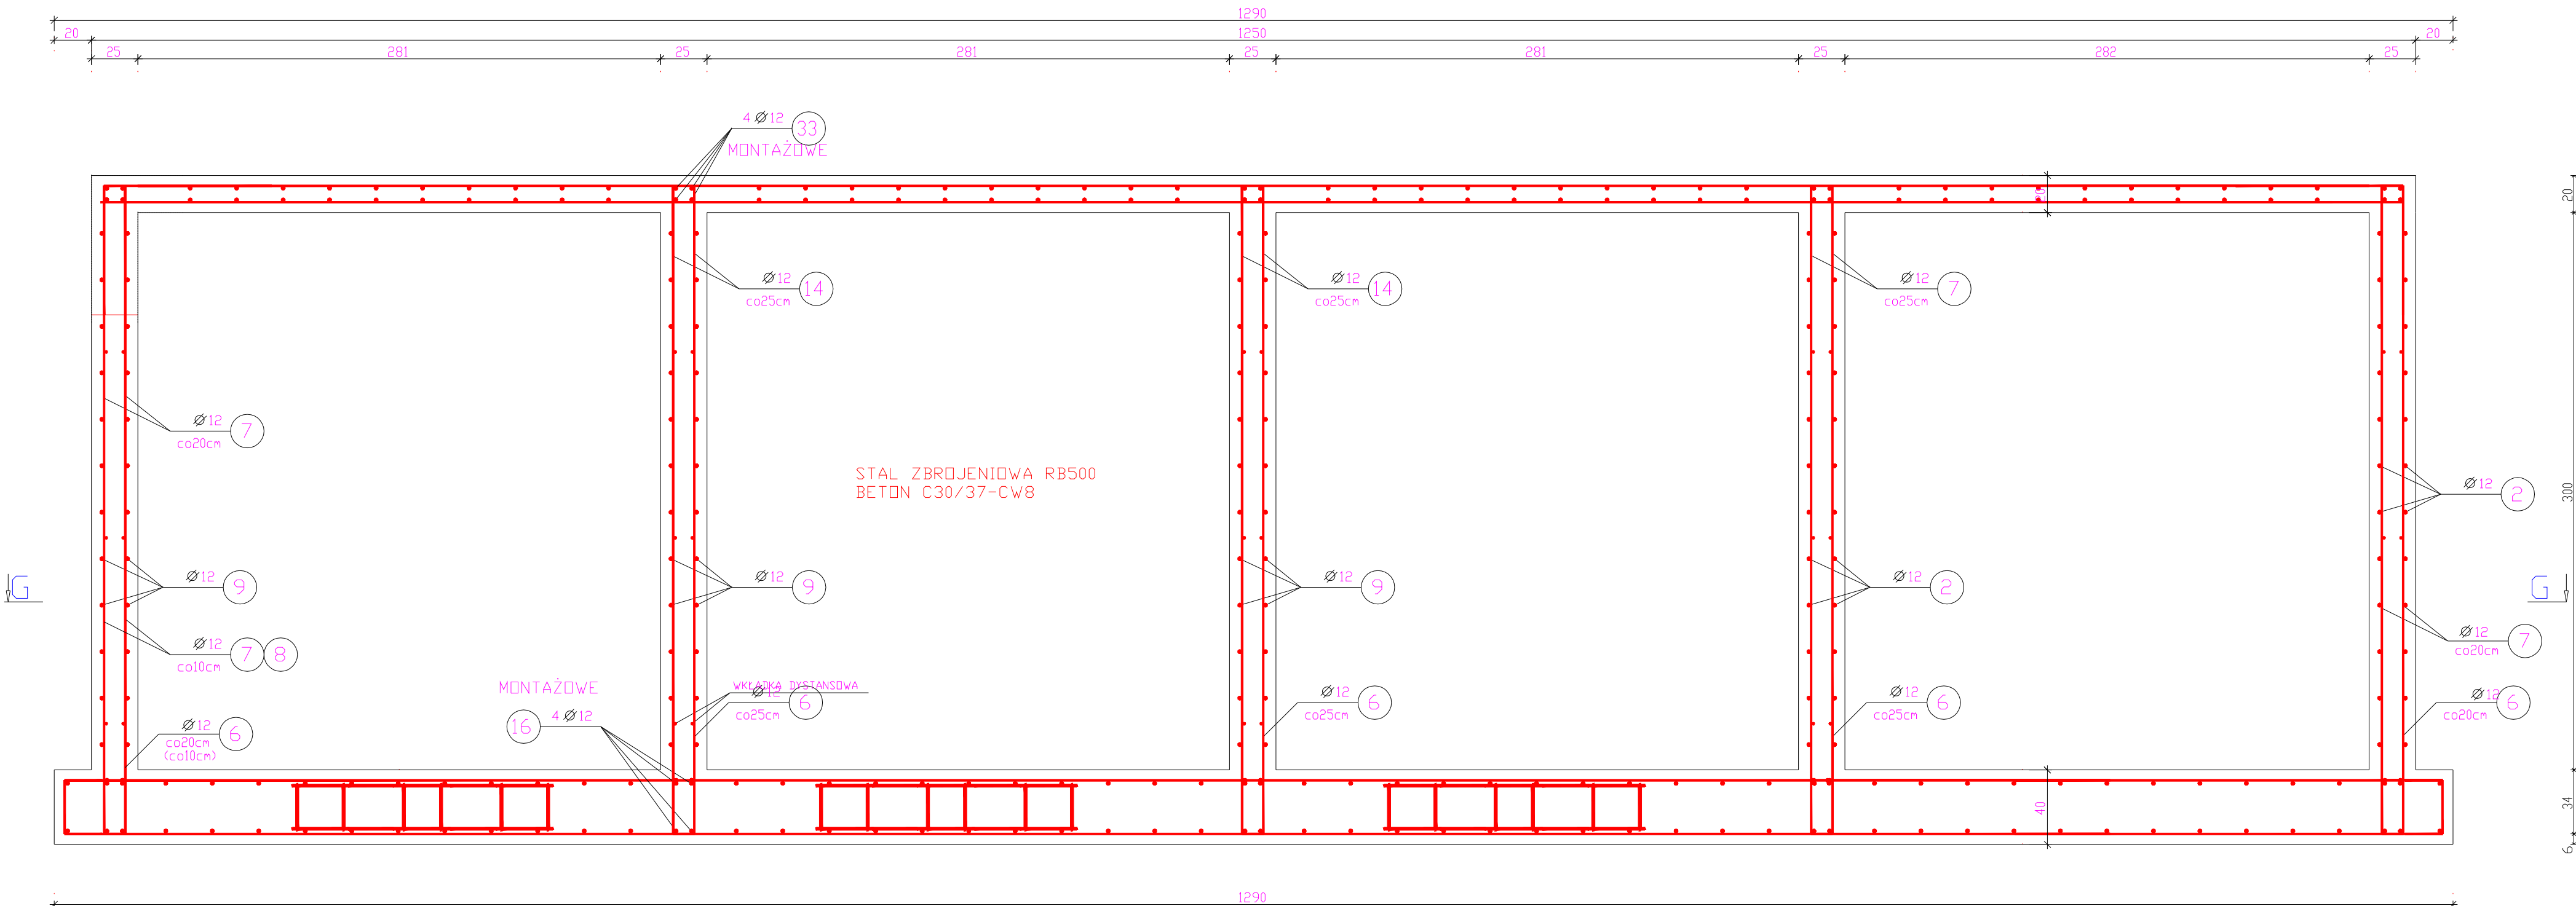 1290
20 1250 20
25 281 25 281 25 281 25 282 25
4 Ø12 33
MONTAŻOWE
20
20
Ø12 14
co25cm
Ø12 14
co25cm
Ø12 7
co25cm
Ø12 7
co20cm
STAL ZBROJENIOWA RB500
BETON C30/37-CW8
Ø12 2
300
Ø12 9
Ø12 9
Ø12 9
Ø12 2
G
G
Ø12 7 8
co10cm
Ø12 7
co20cm
MONTAŻOWE
16 4 Ø12
WKŁADKA DYSTANSOWA
Ø12 6
co25cm
Ø12 6
co25cm
Ø12 6
co25cm
Ø12 6
co20cm
Ø12 6
co20cm
(co10cm)
40
34
6
1290